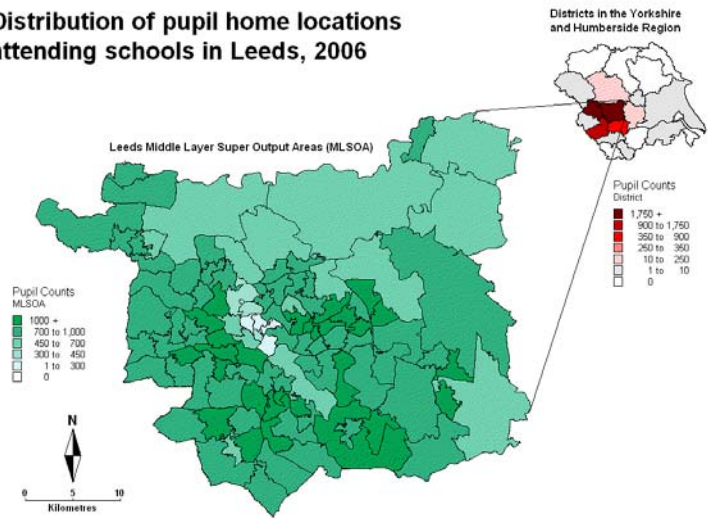 Distribution of pupil home locations
attending schools in Leeds, 2006
Districts in the Yorkshire
and Humberside Region
Leeds Middle Layer Super Output Areas (MLSOA)
Pupil Counts
District
1,750 +
900 to 1,750
350 to 900
250 to 350
10 to 250
1 to 10
0
Pupil Counts
MLSOA
1000 +
700 to 1,000
450 to 700
300 to 450
1 to 300
0
N
0 5 10
Kilometres